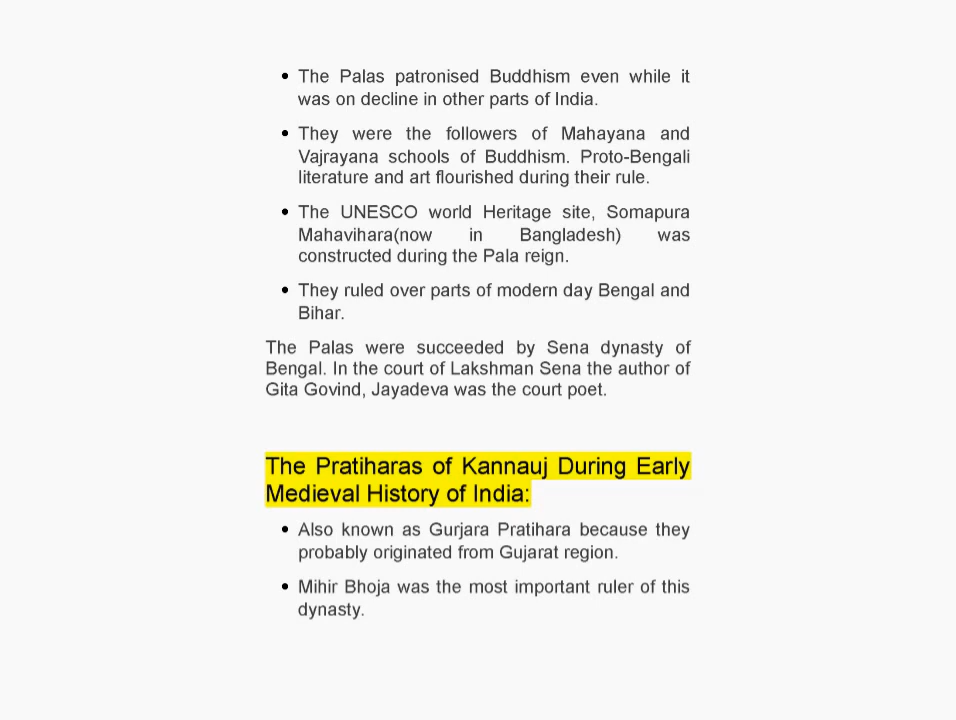 The Palas patronised Buddhism even while it
was on decline in other parts of India.
They were the followers of Mahayana and
Vajrayana schools of Buddhism. Proto-Bengali
literature and art flourished during their rule.
The UNESCO world Heritage site, Somapura
Mahavihara(now in Bangladesh) was
constructed during the Pala reign.
They ruled over parts of modern day Bengal and
Bihar.
The Palas were succeeded by Sena dynasty of
Bengal. In the court of Lakshman Sena the author of
Gita Govind, Jayadeva was the court poet.
The Pratiharas of Kannauj During Early
Medieval History of India:
Also known as Gurjara Pratihara because they
probably originated from Gujarat region.
Mihir Bhoja was the most important ruler of this
dynasty.